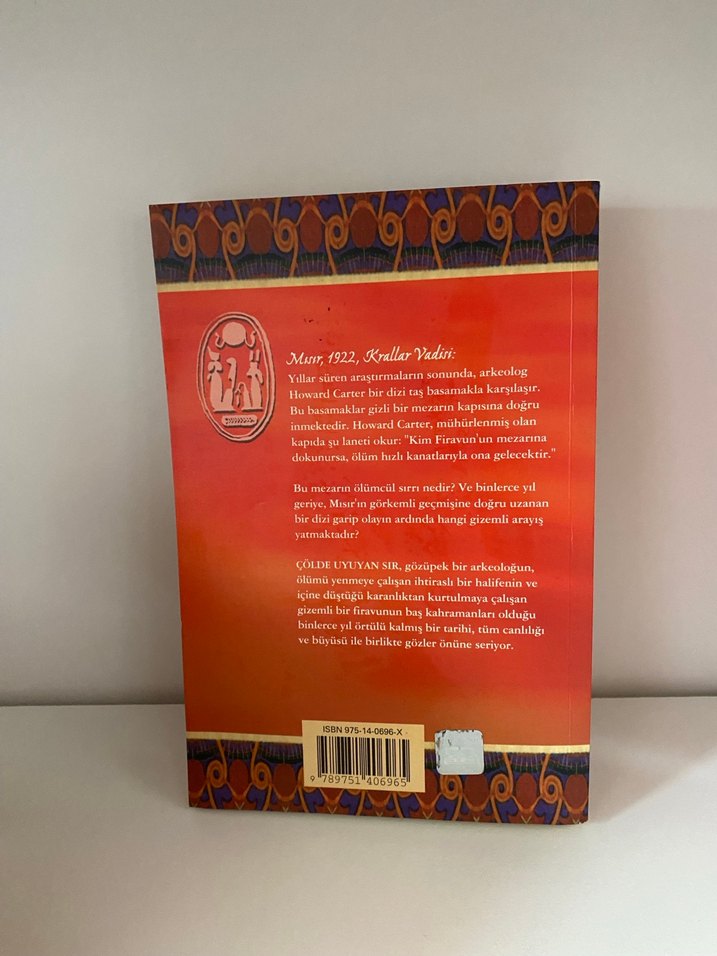 Mısır, 1922, Krallar Vadisi:
Yıllar süren araştırmaların sonunda, arkeolog
Howard Carter bir dizi taş basamakla karşılaşır.
Bu basamaklar gizli bir mezarın kapısına doğru
inmektedir. Howard Carter, mühürlenmiş olan
kapıda şu laneti okur: "Kim Firavun'un mezarına
dokunursa, ölüm hızlı kanatlarıyla ona gelecektir."
Bu mezarın ölümcül sırrı nedir? Ve binlerce yıl
geriye, Mısır'ın görkemli geçmişine doğru uzanan
bir dizi garip olayın ardında hangi gizemli arayış
yatmaktadır?
ÇÖLDE UYUYAN SIR, gözüpek bir arkeoloğun,
ölümü yenmeye çalışan ihtiraslı bir halifenin ve
içine düştüğü karanlıktan kurtulmaya çalışan
gizemli bir firavunun baş kahramanları olduğu
binlerce yıl örtülü kalmış bir tarihi, tüm canlılığı
ve büyüsü ile birlikte gözler önüne seriyor.
ISBN 975-14-0696-X
9 789751 406965